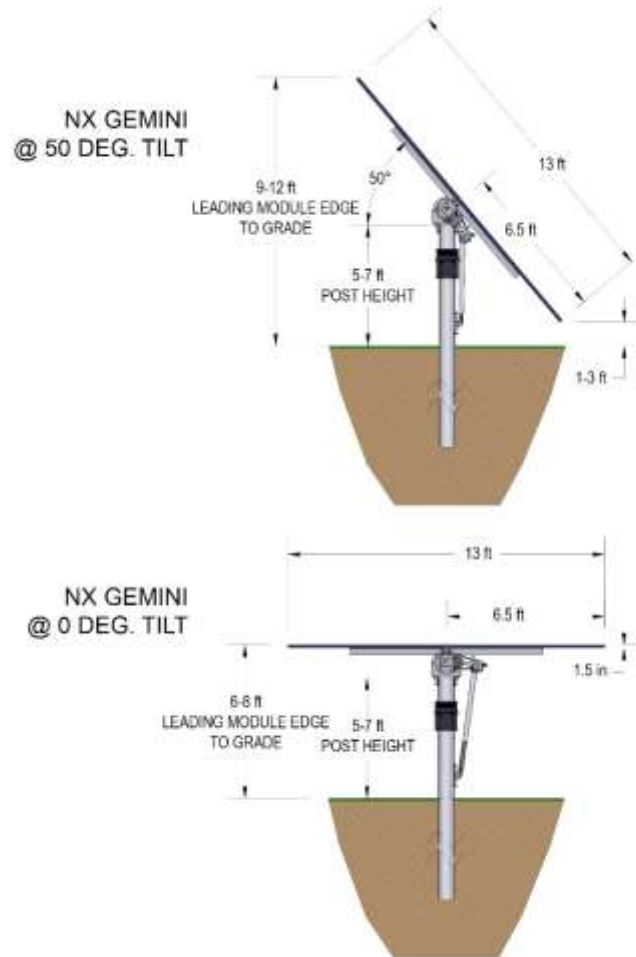 NX GEMINI
@ 50 DEG. TILT
9-12 ft
LEADING MODULE EDGE
TO GRADE
50°
13 ft
6.5 ft
5-7 ft
POST HEIGHT
1-3 ft
13 ft
NX GEMINI
@ 0 DEG. TILT
6.5 ft
1.5 in
6-8 ft
LEADING MODULE EDGE
TO GRADE
5-7 ft
POST HEIGHT